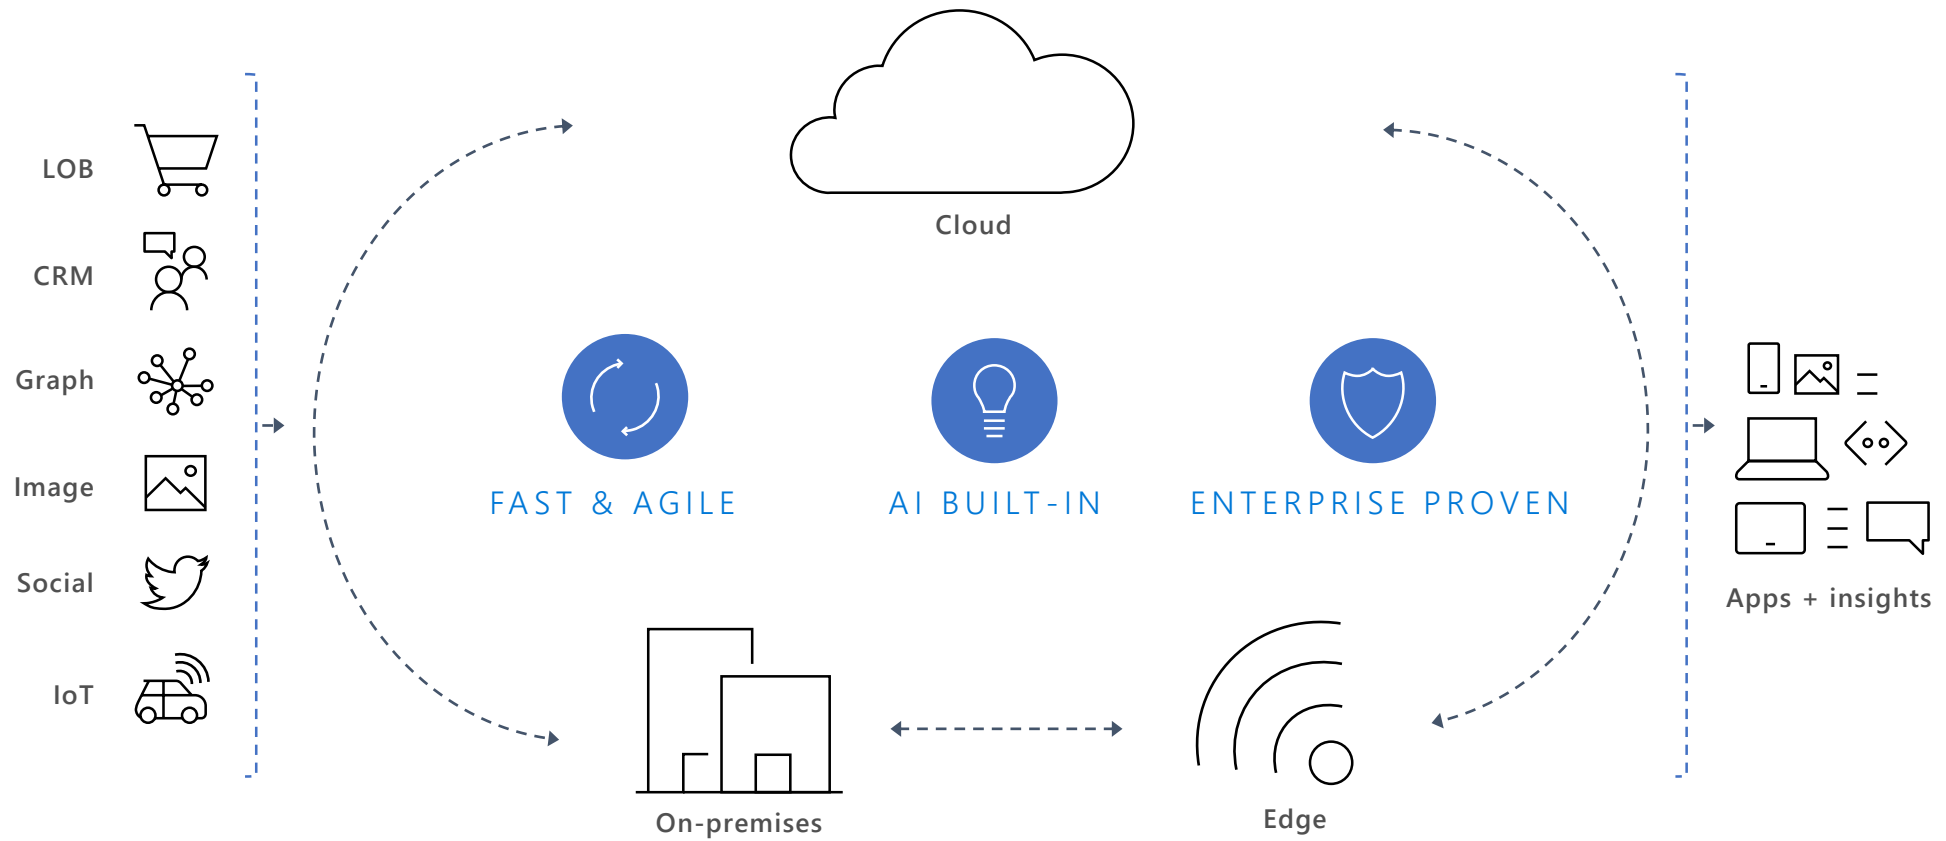 LOB
CRM
Graph
Image
Social
IoT
Cloud
FAST & AGILE
AI BUILT-IN
ENTERPRISE PROVEN
On-premises
Edge
Apps + insights